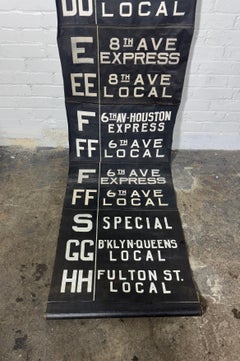 DD LOCAL
E 8TH AVE
EXPRESS
EE 8TH AVE
LOCAL
F 6TH AV-HOUSTON
EXPRESS
FF 6TH AVE
LOCAL
F 6TH AVE
EXPRESS
FF 6TH AVE
LOCAL
S SPECIAL
GG B'KLYN-QUEENS
LOCAL
HH FULTON ST.
LOCAL